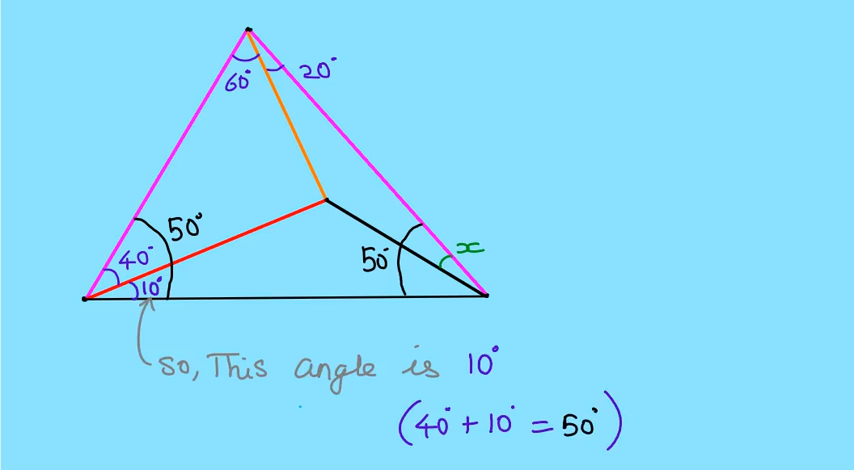 60° 20°
50°
40°
10°
50° x
So, This angle is 10°
(40° + 10° = 50°)